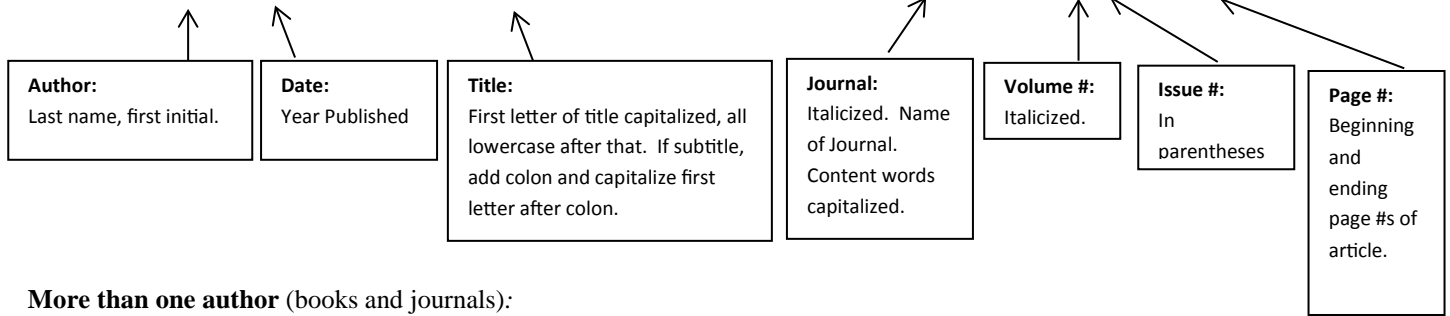 Author:
Last name, first initial.
Date:
Year Published
Title:
First letter of title capitalized, all
lowercase after that.  If subtitle,
add colon and capitalize first
letter after colon.
Journal:
Italicized.  Name
of Journal.
Content words
capitalized.
Volume #:
Italicized.
Issue #:
In
parentheses
Page #:
Beginning
and
ending
page #s of
article.
More than one author (books and journals):